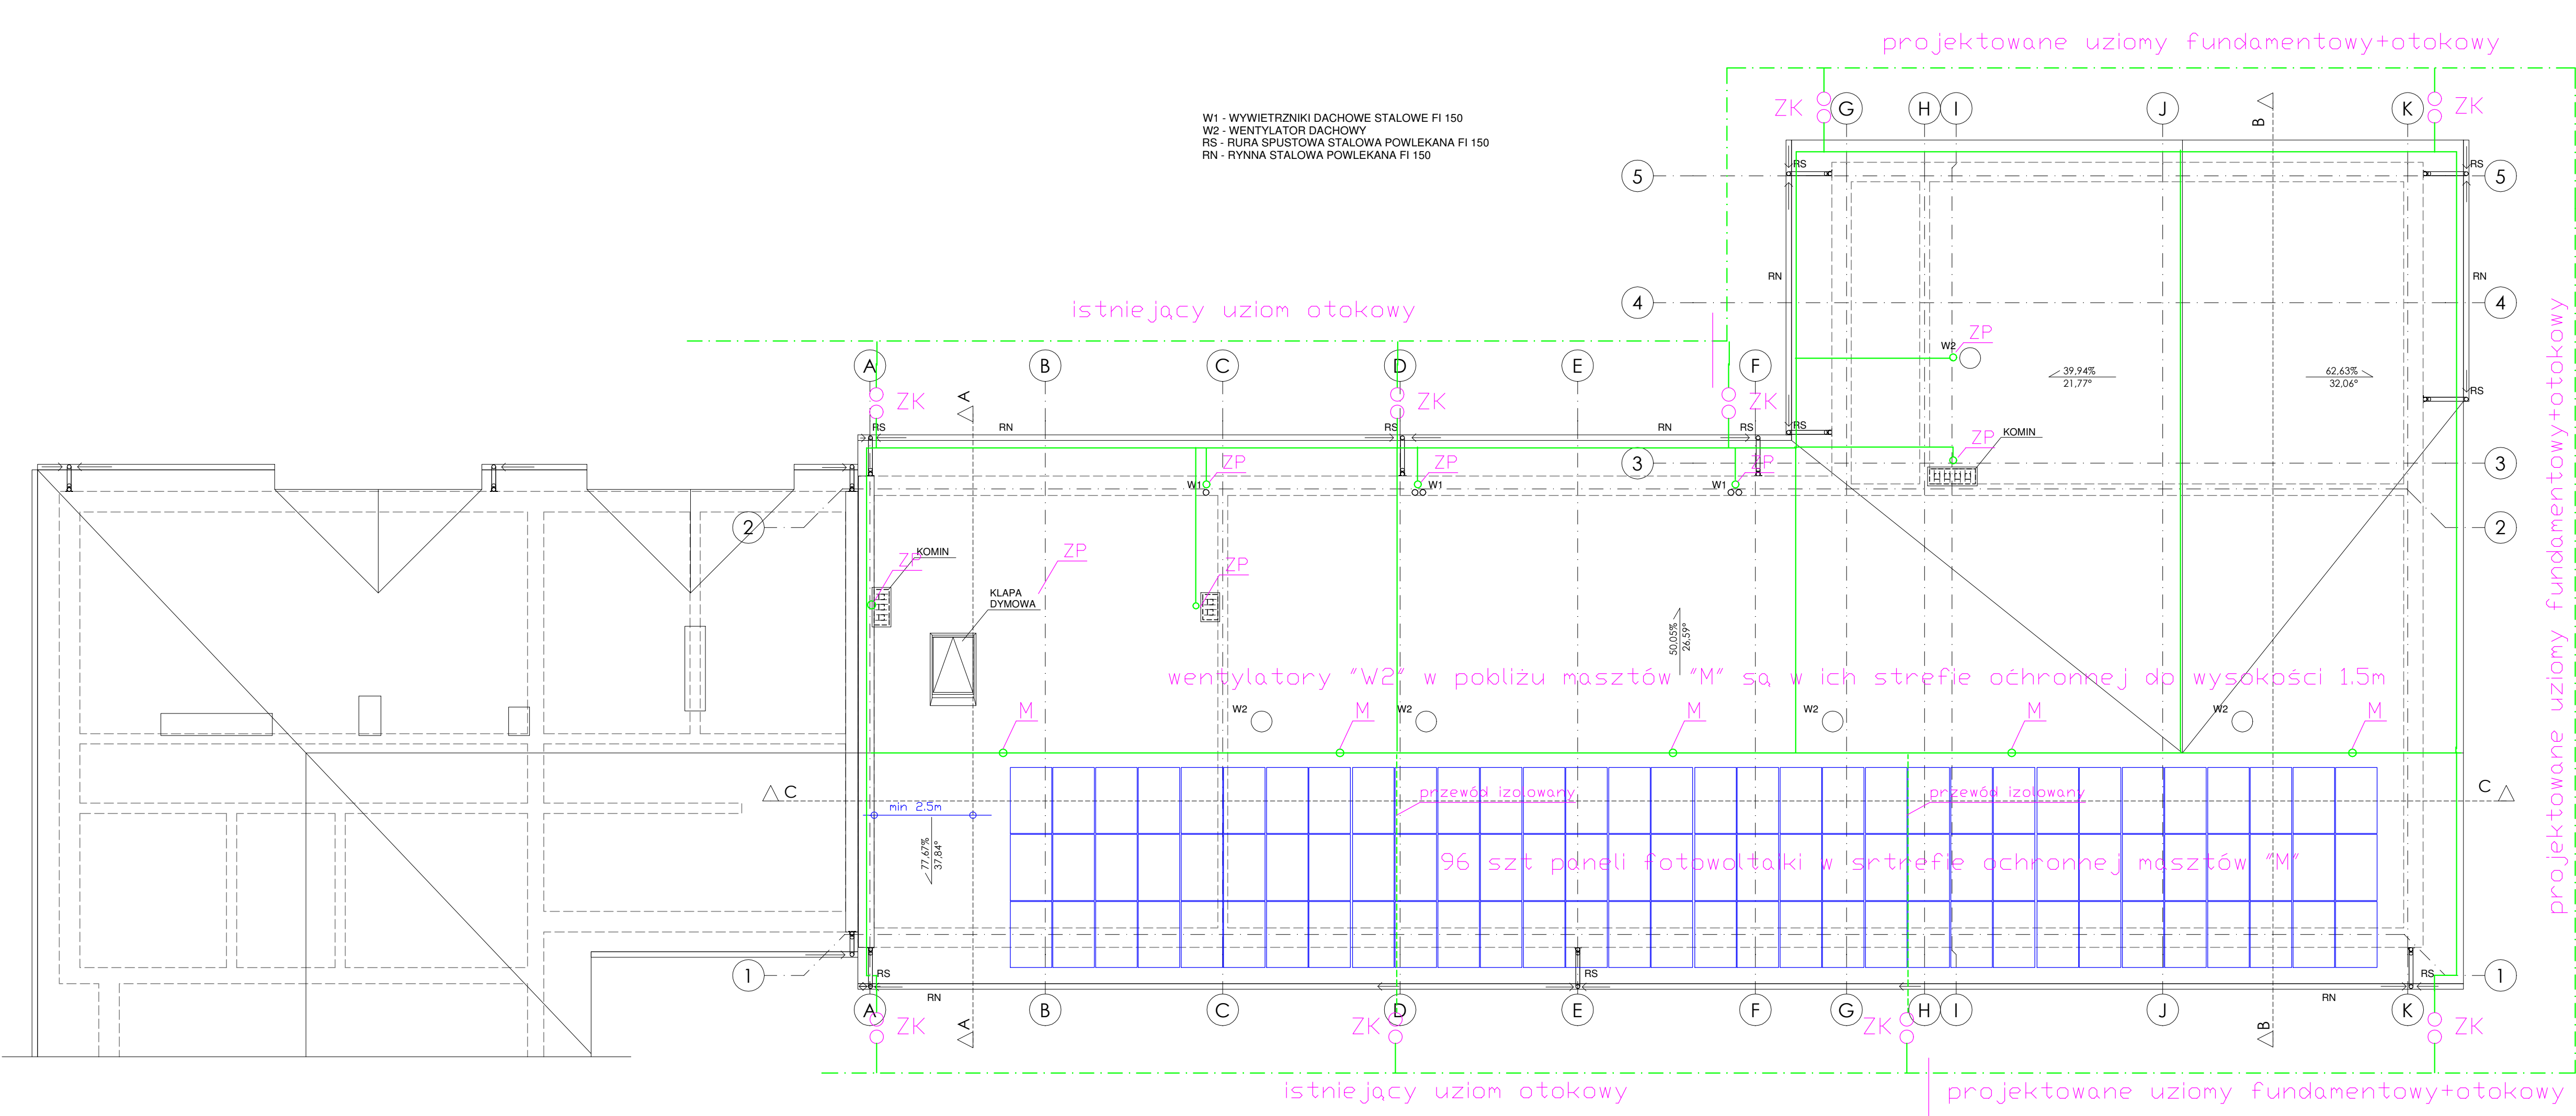 projektowane uziomy fundamentowy+otokowy
ZK
G
H
I
J
B
K
ZK
W1 - WYWIETRZNIKI DACHOWE STALOWE FI 150
W2 - WENTYLATOR DACHOWY
RS - RURA SPUSTOWA STALOWA POWLEKANA FI 150
RN - RYNNA STALOWA POWLEKANA FI 150
RS
RS
5
5
RN
RN
4
4
istniejący uziom otokowy
ZP
W2
A
B
C
D
E
F
39,94%
21,77°
62,63%
32,06°
RS
ZK
A
ZK
ZK
RS
RN
RS
RN
RS
RS
ZP
KOMIN
3
3
ZP
ZP
ZP
W1
W1
W1
2
2
KOMIN
ZP
ZP
ZP
KLAPA
DYMOWA
50,05%
26,59°
projektowane uziomy fundamentowy+otokowy
wentylatory "W2" w pobliżu masztów "M" są w ich strefie oćhronnej do wysokości 1.5m
M
W2
M
W2
M
W2
M
W2
M
C
C
przewód izolowany
przewód izolowany
min 2.5m
77,67%
37,84°
96 szt paneli fotowoltaiki w srtrefie ochronnej masztów "M"
1
1
RS
RS
RS
RN
RN
A
B
C
D
E
F
G
H
I
J
K
ZK
A
ZK
ZK
B
ZK
istniejący uziom otokowy
projektowane uziomy fundamentowy+otokowy